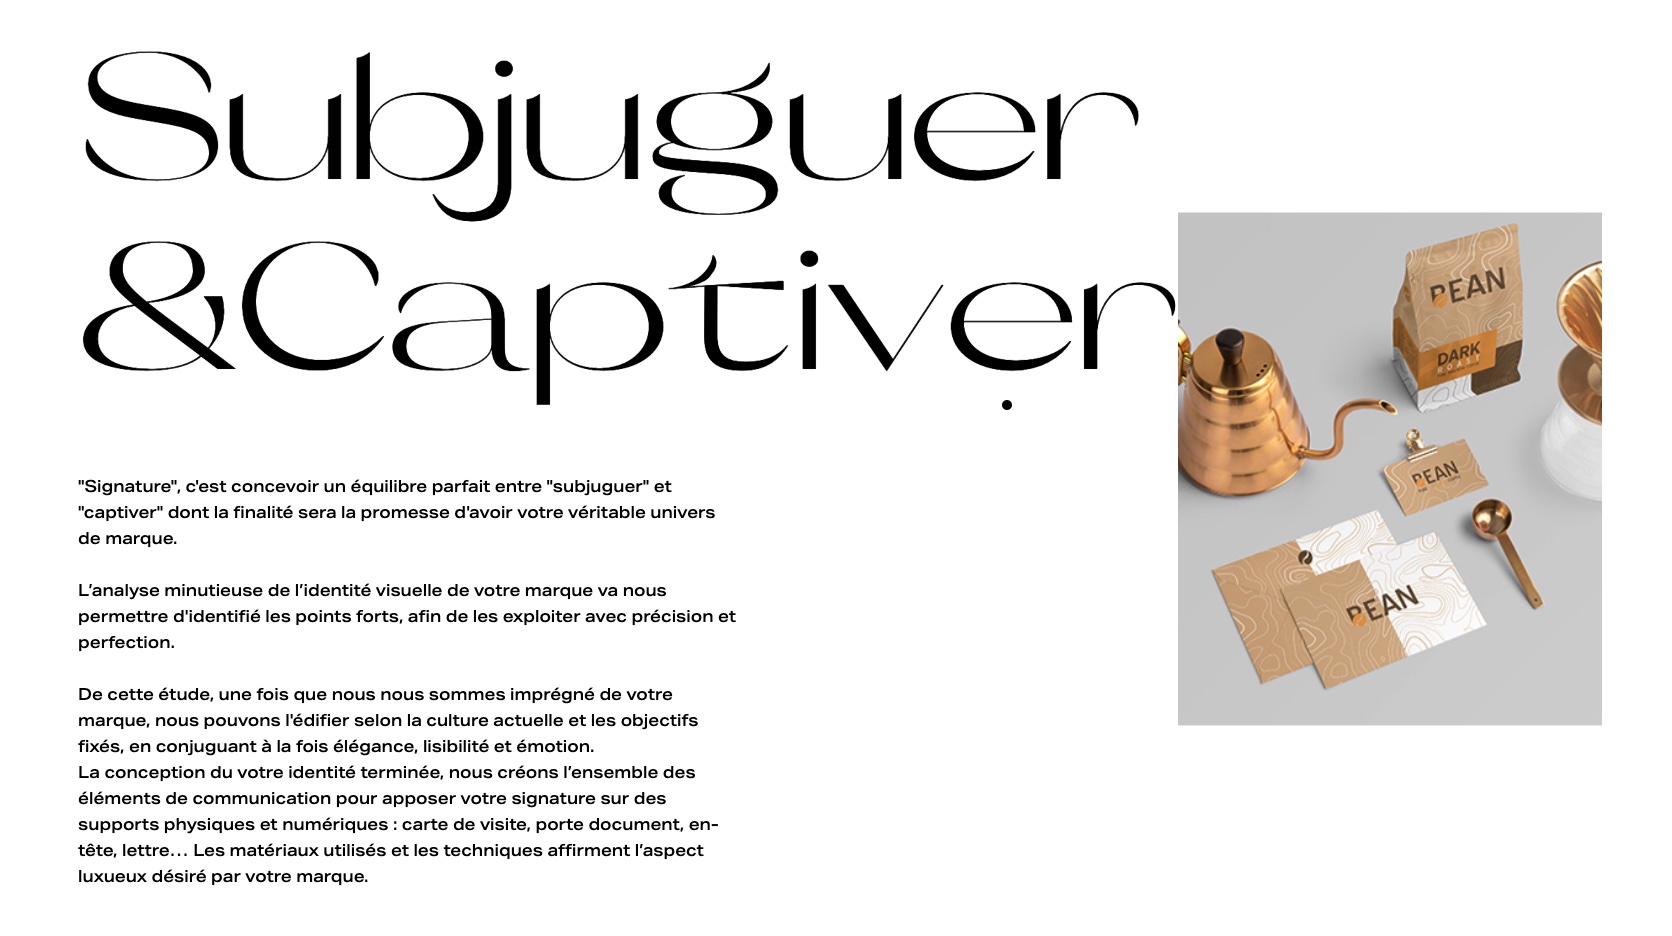 Subjuguer
&Captiver
"Signature", c'est concevoir un équilibre parfait entre "subjuguer" et
"captiver" dont la finalité sera la promesse d'avoir votre véritable univers
de marque.
L’analyse minutieuse de l’identité visuelle de votre marque va nous
permettre d'identifié les points forts, afin de les exploiter avec précision et
perfection.
De cette étude, une fois que nous nous sommes imprégné de votre
marque, nous pouvons l'édifier selon la culture actuelle et les objectifs
fixés, en conjuguant à la fois élégance, lisibilité et émotion.
La conception du votre identité terminée, nous créons l’ensemble des
éléments de communication pour apposer votre signature sur des
supports physiques et numériques : carte de visite, porte document, en-
tête, lettre… Les matériaux utilisés et les techniques affirment l’aspect
luxueux désiré par votre marque.
BEAN
DARK
ROAST
BEAN
BEAN